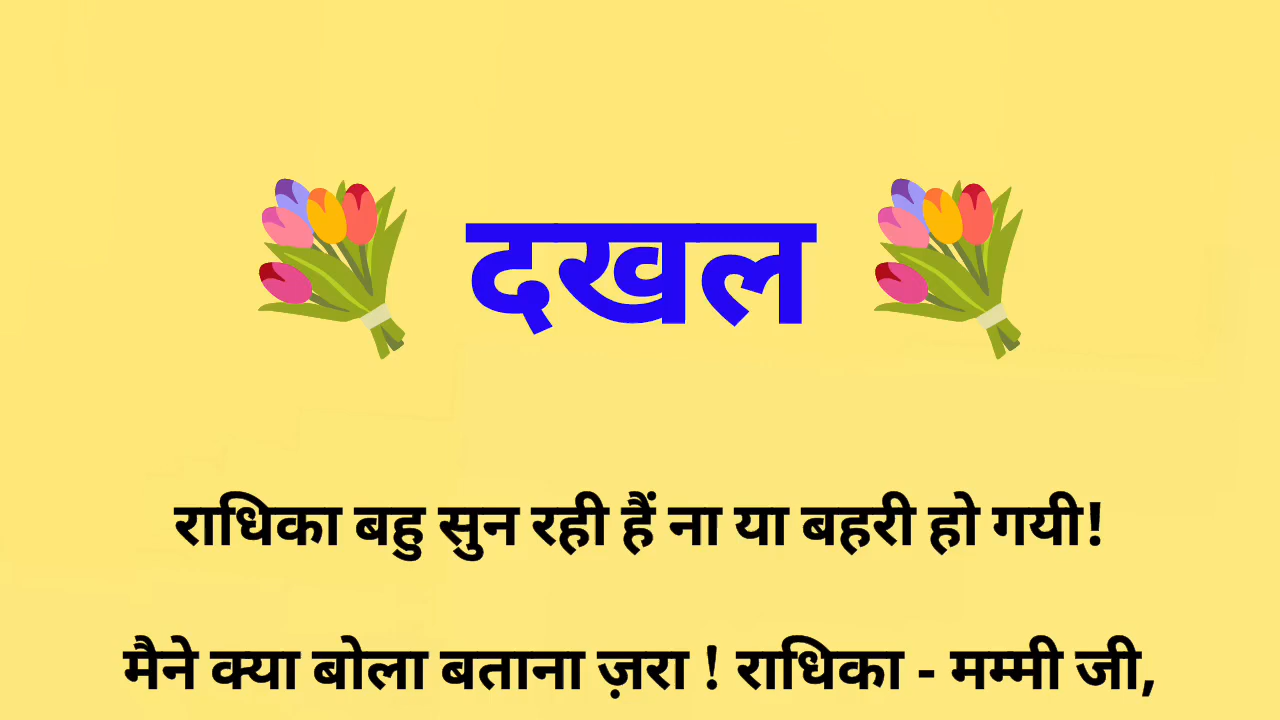 दखल
राधिका बहु सुन रही हैं ना या बहरी हो गयी!
मैने क्या बोला बताना ज़रा ! राधिका - मम्मी जी,